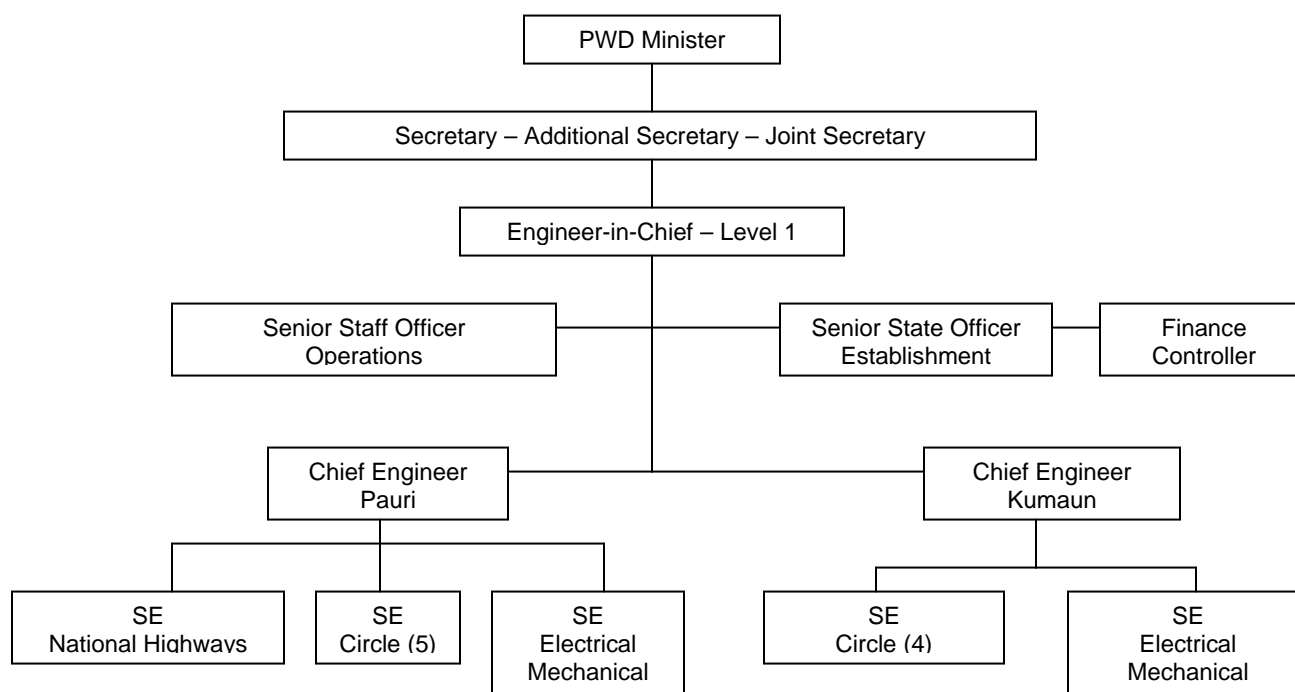 PWD Minister
Secretary – Additional Secretary – Joint Secretary
Engineer-in-Chief – Level 1
Senior Staff Officer
Operations
Senior State Officer
Establishment
Finance
Controller
Chief Engineer
Pauri
Chief Engineer
Kumaun
SE
National Highways
SE
Circle (5)
SE
Electrical
Mechanical
SE
Circle (4)
SE
Electrical
Mechanical